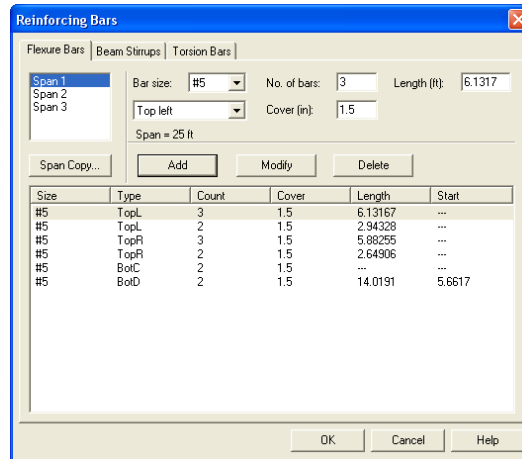 Reinforcing Bars
Flexure Bars Beam Stirrups Torsion Bars
Span 1
Span 2
Span 3
Bar size: #5 No. of bars: 3 Length (ft): 6.1317
Top left Cover (in): 1.5
Span = 25 ft
Span Copy... Add Modify Delete
Size Type Count Cover Length Start
#5 TopL 3 1.5 6.13167 ---
#5 TopL 2 1.5 2.94328 ---
#5 TopR 3 1.5 5.88255 ---
#5 TopR 2 1.5 2.64906 ---
#5 BotC 2 1.5 --- ---
#5 BotD 2 1.5 14.0191 5.6617
OK Cancel Help